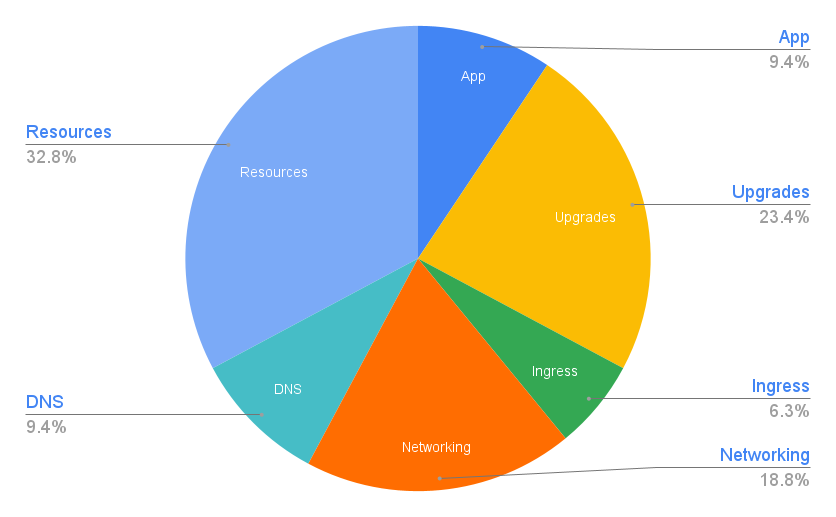 App
9.4%
App
Resources
32.8%
Resources
Upgrades
23.4%
Upgrades
Ingress
Ingress
6.3%
DNS
DNS
9.4%
Networking
Networking
18.8%